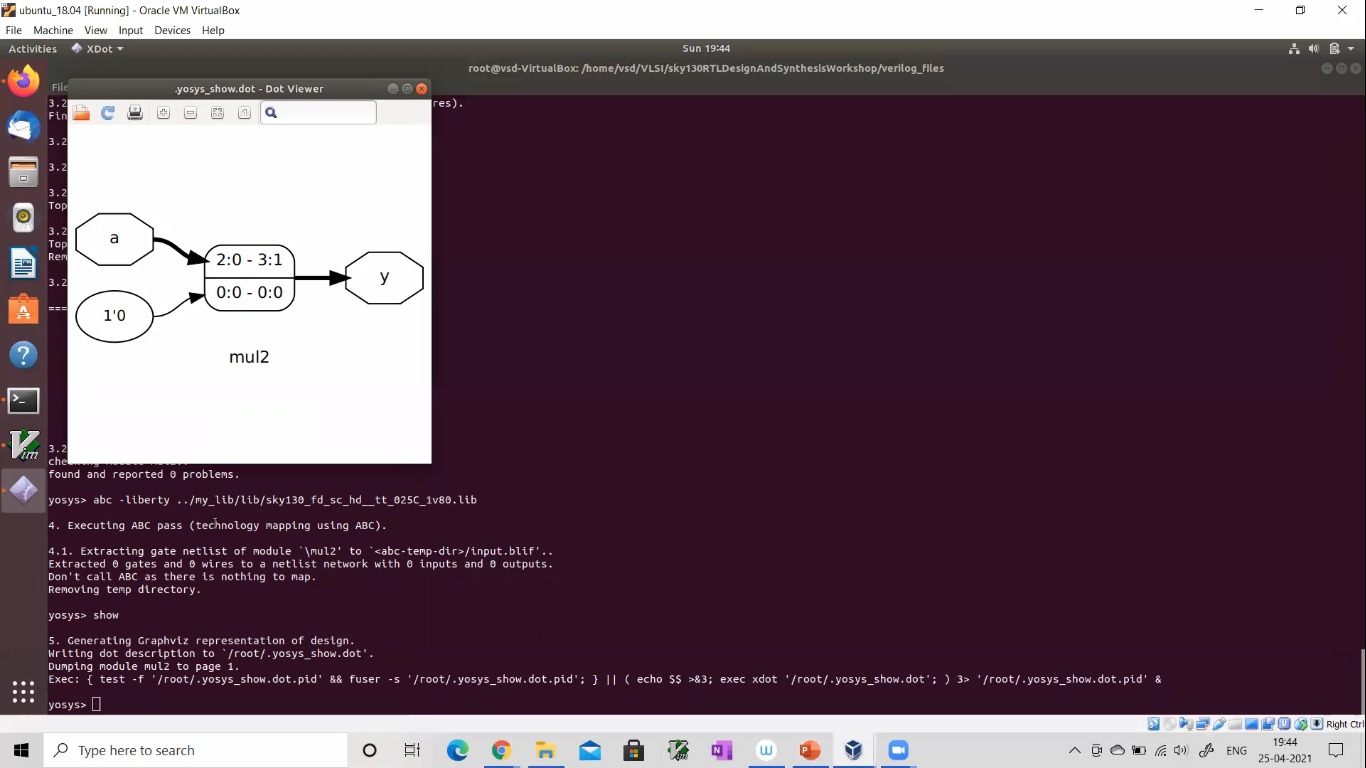 ubuntu_18.04 [Running] - Oracle VM VirtualBox
File Machine View Input Devices Help
Activities XDot Sun 19:44
root@vsd-VirtualBox: /home/vsd/VLSI/sky130RTLDesignAndSynthesisWorkshop/verilog_files
File
.yosys_show.dot - Dot Viewer
3.2 res).
Fin
3.2
3.2
3.2
Top
3.2
Top
Rem
3.2
===
a
2:0 - 3:1
y
0:0 - 0:0
1'0
mul2
3.2
found and reported 0 problems.
yosys> abc -liberty ../my_lib/lib/sky130_fd_sc_hd__tt_025C_1v80.lib
4. Executing ABC pass (technology mapping using ABC).
4.1. Extracting gate netlist of module `\mul2' to `<abc-temp-dir>/input.blif'..
Extracted 0 gates and 0 wires to a netlist network with 0 inputs and 0 outputs.
Don't call ABC as there is nothing to map.
Removing temp directory.
yosys> show
5. Generating Graphviz representation of design.
Writing dot description to `/root/.yosys_show.dot'.
Dumping module mul2 to page 1.
Exec: { test -f '/root/.yosys_show.dot.pid' && fuser -s '/root/.yosys_show.dot.pid'; } || ( echo $$ >&3; exec xdot '/root/.yosys_show.dot'; ) 3> '/root/.yosys_show.dot.pid' &
yosys>
Right Ctrl
Type here to search
ENG
19:44
25-04-2021